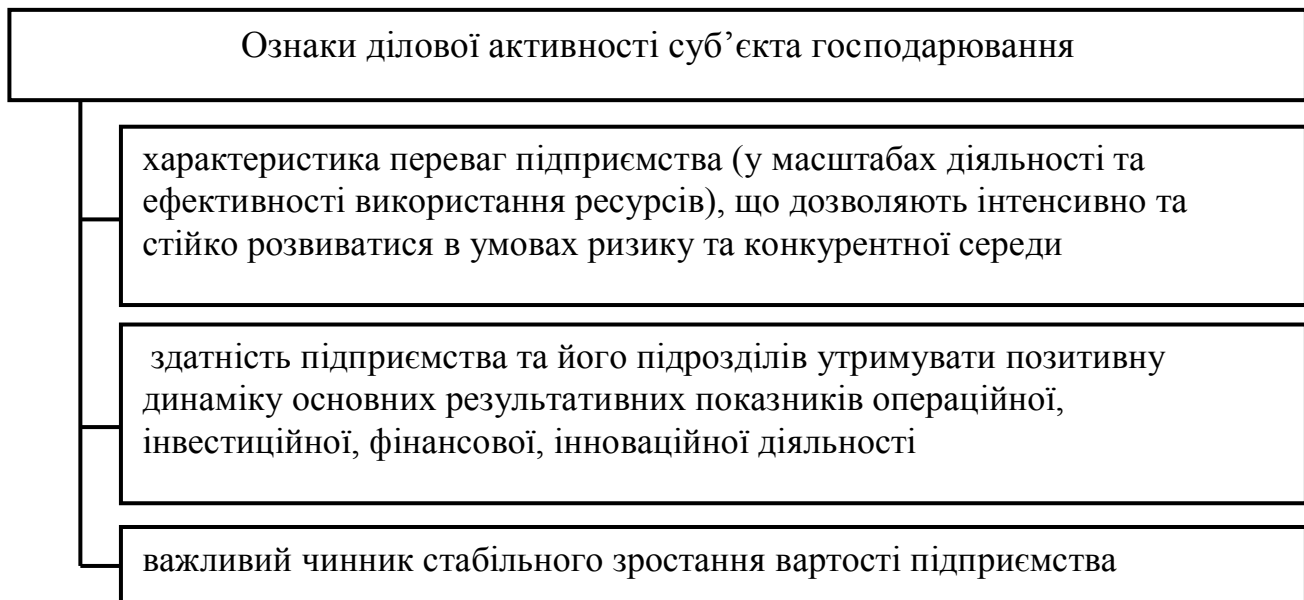 Ознаки ділової активності суб’єкта господарювання
характеристика переваг підприємства (у масштабах діяльності та
ефективності використання ресурсів), що дозволяють інтенсивно та
стійко розвиватися в умовах ризику та конкурентної середи
здатність підприємства та його підрозділів утримувати позитивну
динаміку основних результативних показників операційної,
інвестиційної, фінансової, інноваційної діяльності
важливий чинник стабільного зростання вартості підприємства